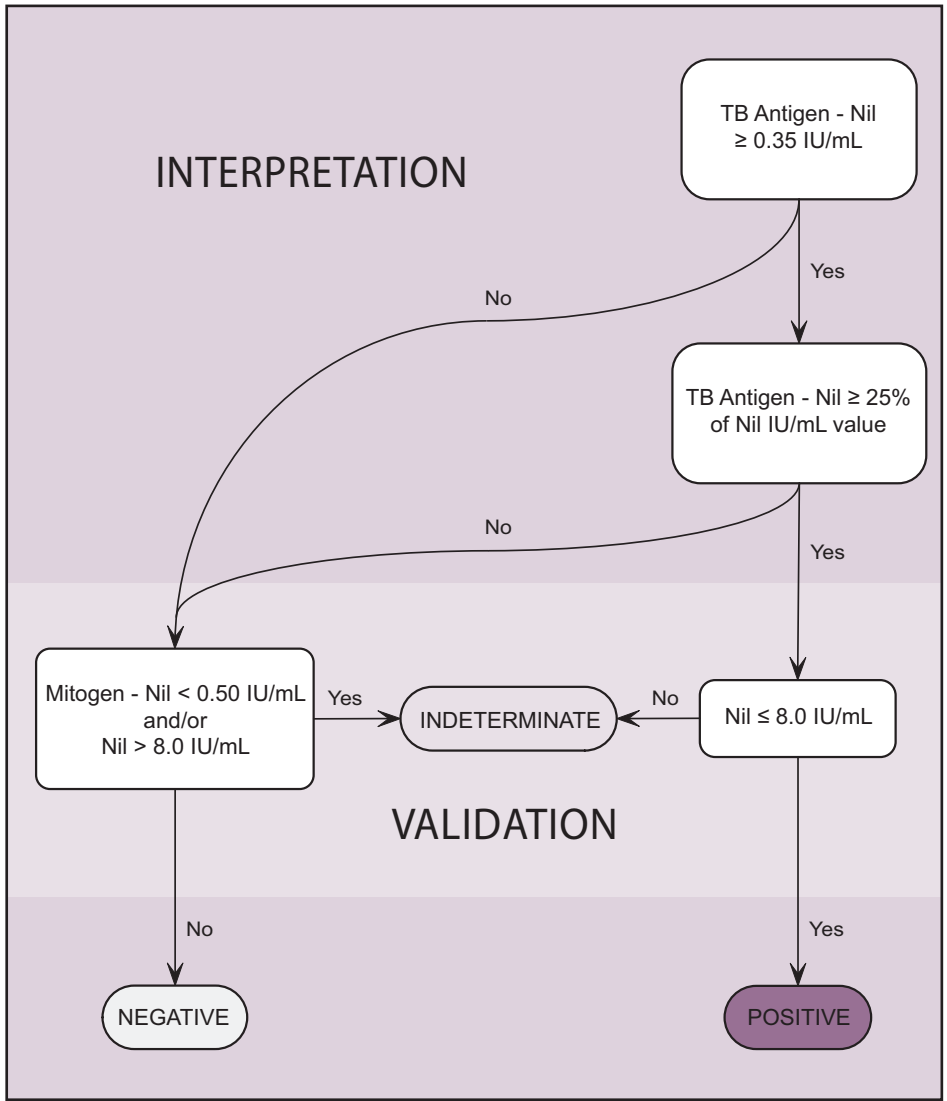 TB Antigen - Nil
≥ 0.35 IU/mL
INTERPRETATION
Yes
No
TB Antigen - Nil ≥ 25%
of Nil IU/mL value
No
Yes
Mitogen - Nil < 0.50 IU/mL
and/or
Nil > 8.0 IU/mL
Yes
INDETERMINATE
No
Nil ≤ 8.0 IU/mL
VALIDATION
No
Yes
NEGATIVE
POSITIVE